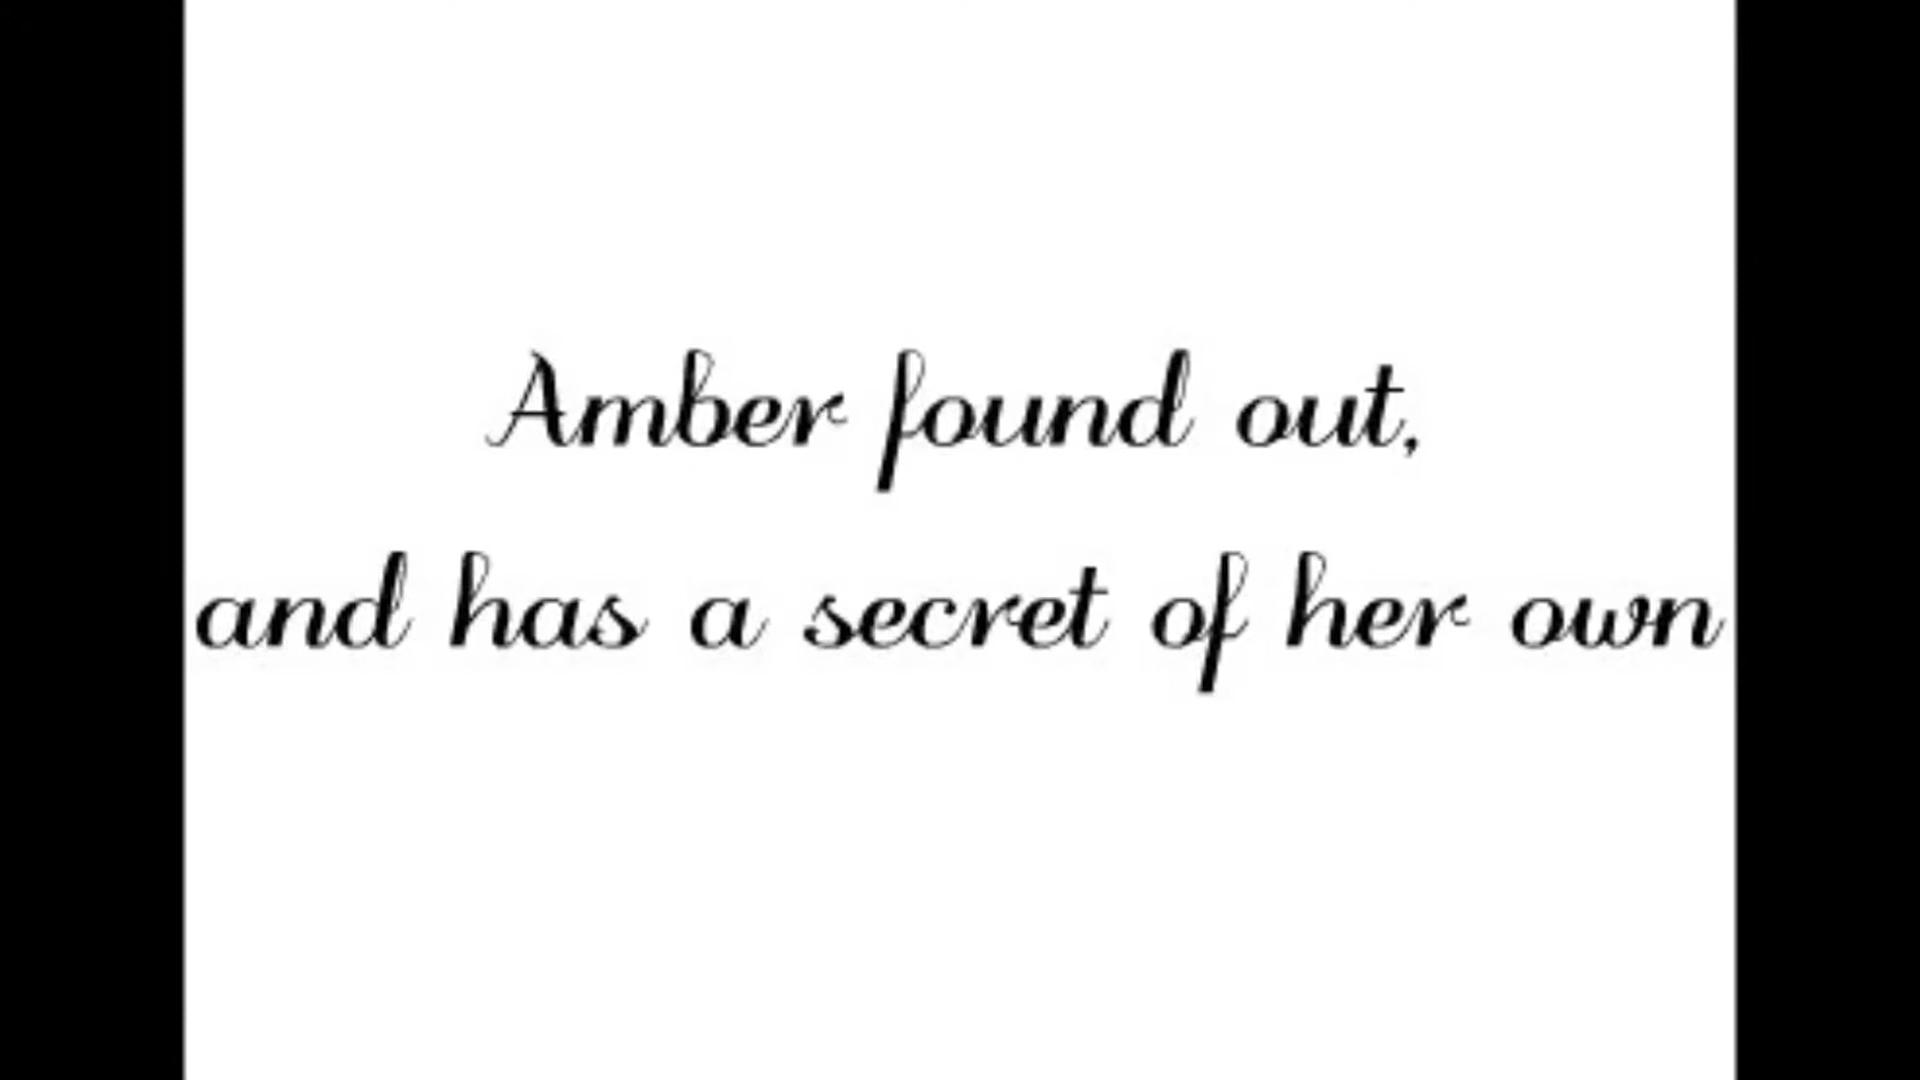 Amber found out,
and has a secret of her own